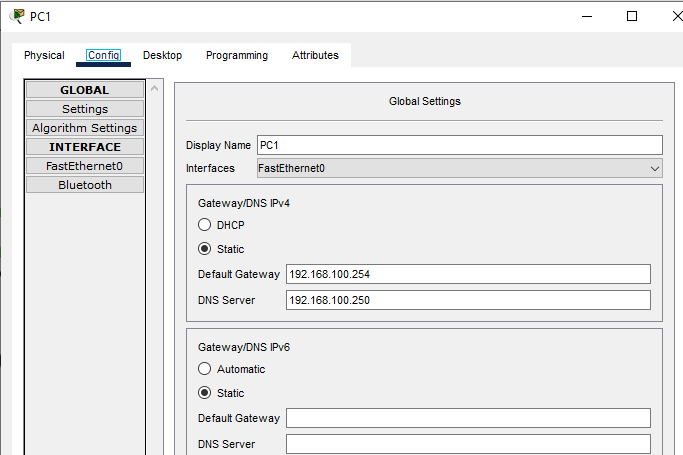 PC1
Physical Config Desktop Programming Attributes
GLOBAL
Settings
Algorithm Settings
INTERFACE
FastEthernet0
Bluetooth
Global Settings
Display Name PC1
Interfaces FastEthernet0
Gateway/DNS IPv4
DHCP
Static
Default Gateway 192.168.100.254
DNS Server 192.168.100.250
Gateway/DNS IPv6
Automatic
Static
Default Gateway
DNS Server